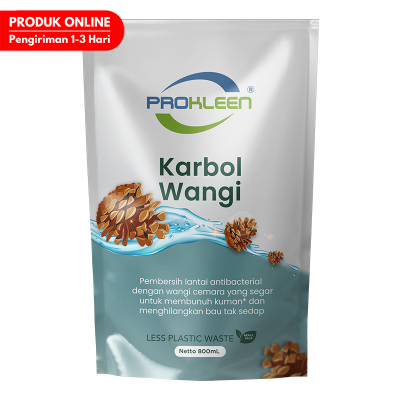 PRODUK ONLINE
Pengiriman 1-3 Hari
PROKLEEN®
Karbol
Wangi
Pembersih lantai antibacterial
dengan wangi cemara yang segar
untuk membunuh kuman* dan
menghilangkan bau tak sedap
LESS PLASTIC WASTE
Netto 800mL